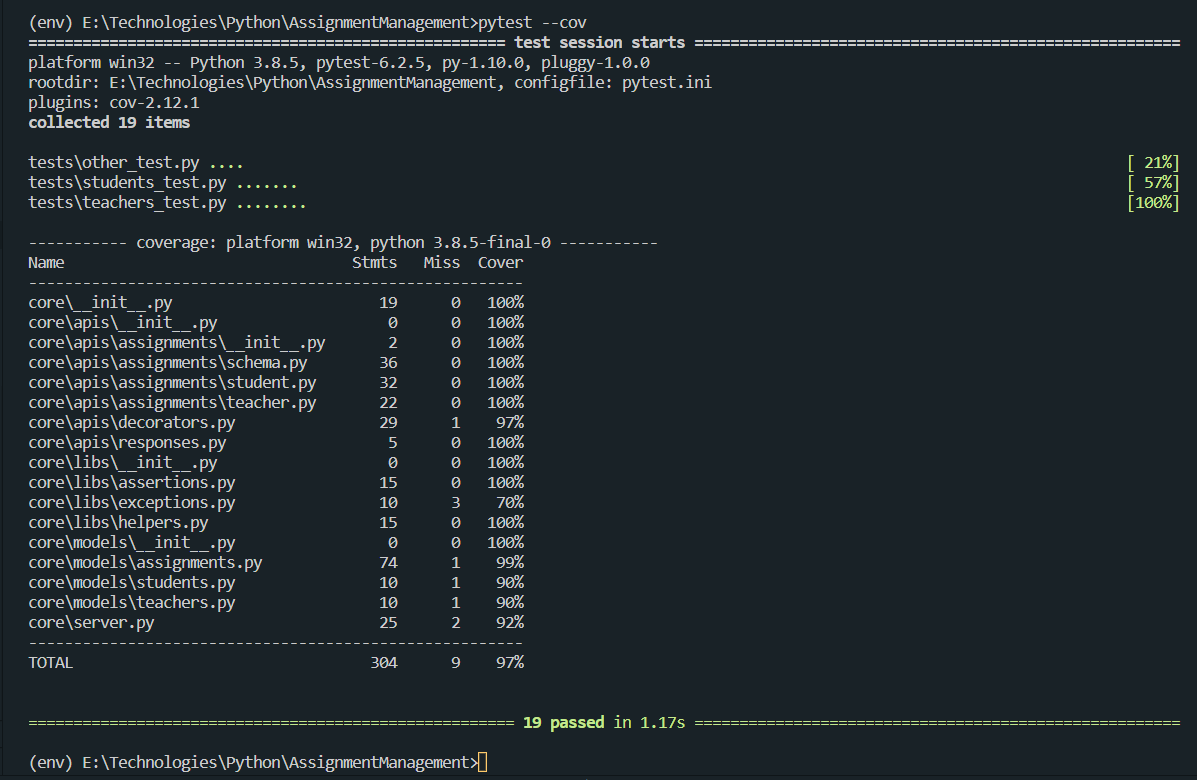 (env) E:\Technologies\Python\AssignmentManagement>pytest --cov
===================================================== test session starts ======================================================
platform win32 -- Python 3.8.5, pytest-6.2.5, py-1.10.0, pluggy-1.0.0
rootdir: E:\Technologies\Python\AssignmentManagement, configfile: pytest.ini
plugins: cov-2.12.1
collected 19 items
tests\other_test.py .... [ 21%]
tests\students_test.py ....... [ 57%]
tests\teachers_test.py ........ [100%]
----------- coverage: platform win32, python 3.8.5-final-0 -----------
Name Stmts Miss Cover
-------------------------------------------------------
core\__init__.py 19 0 100%
core\apis\__init__.py 0 0 100%
core\apis\assignments\__init__.py 2 0 100%
core\apis\assignments\schema.py 36 0 100%
core\apis\assignments\student.py 32 0 100%
core\apis\assignments\teacher.py 22 0 100%
core\apis\decorators.py 29 1 97%
core\apis\responses.py 5 0 100%
core\libs\__init__.py 0 0 100%
core\libs\assertions.py 15 0 100%
core\libs\exceptions.py 10 3 70%
core\libs\helpers.py 15 0 100%
core\models\__init__.py 0 0 100%
core\models\assignments.py 74 1 99%
core\models\students.py 10 1 90%
core\models\teachers.py 10 1 90%
core\server.py 25 2 92%
-------------------------------------------------------
TOTAL 304 9 97%
====================================================== 19 passed in 1.17s ======================================================
(env) E:\Technologies\Python\AssignmentManagement>